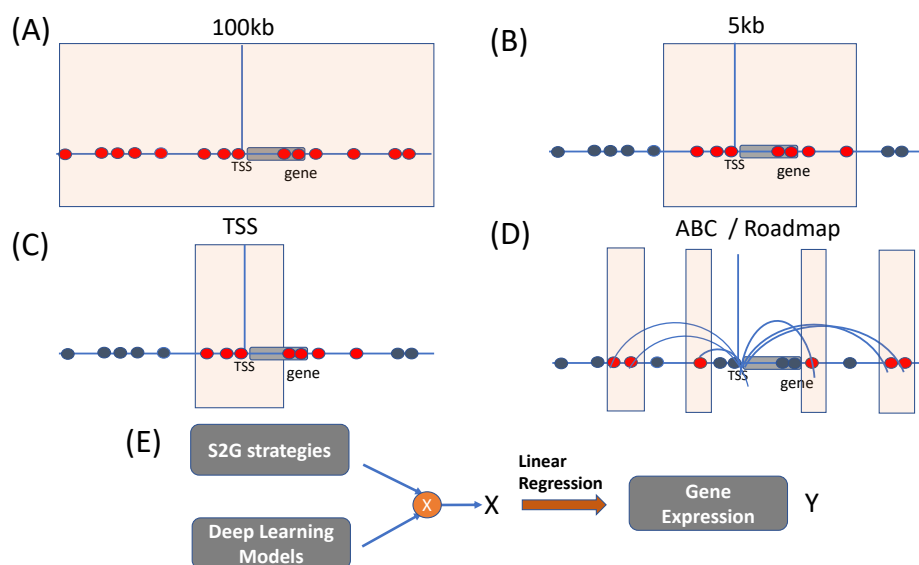 (A)
100kb
TSS
gene
(B)
5kb
TSS
gene
(C)
TSS
TSS
gene
(D)
ABC / Roadmap
TSS
gene
(E)
S2G strategies
Deep Learning
Models
X
X
Linear
Regression
Gene
Expression
Y